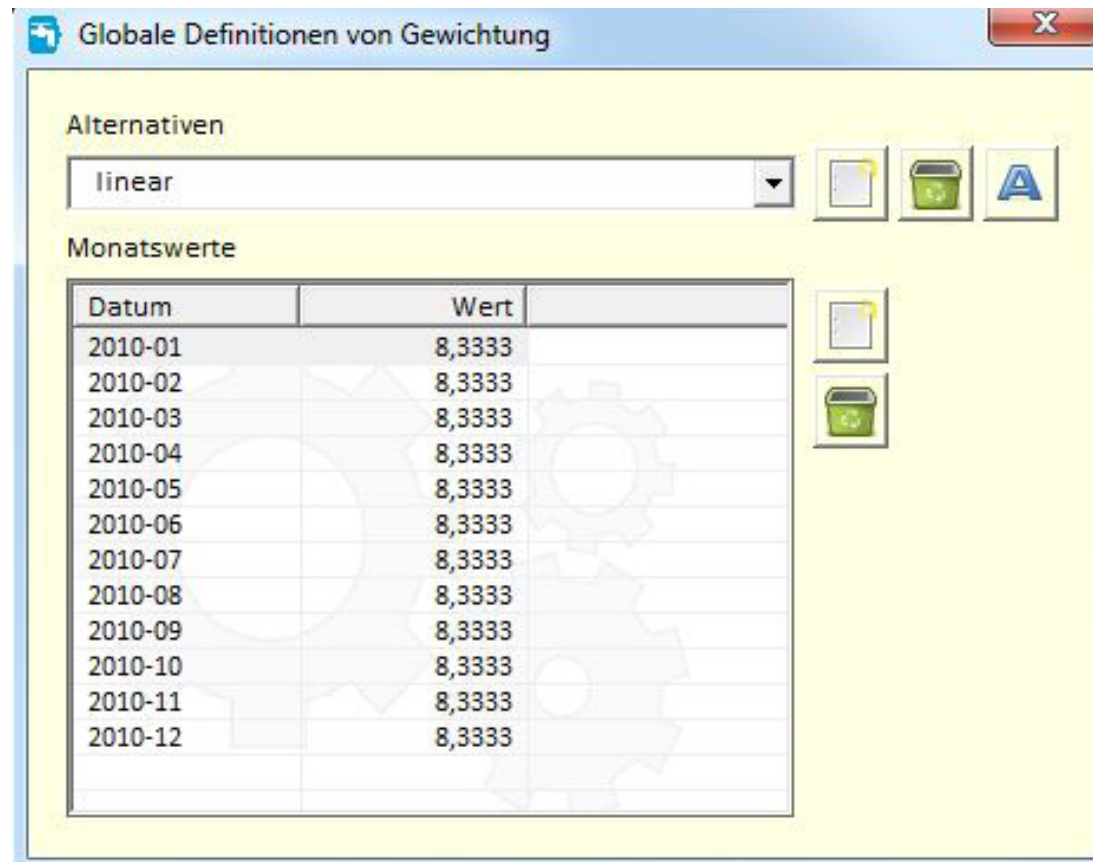 Globale Definitionen von Gewichtung
Alternativen
linear
Monatswerte
Datum Wert
2010-01 8,3333
2010-02 8,3333
2010-03 8,3333
2010-04 8,3333
2010-05 8,3333
2010-06 8,3333
2010-07 8,3333
2010-08 8,3333
2010-09 8,3333
2010-10 8,3333
2010-11 8,3333
2010-12 8,3333